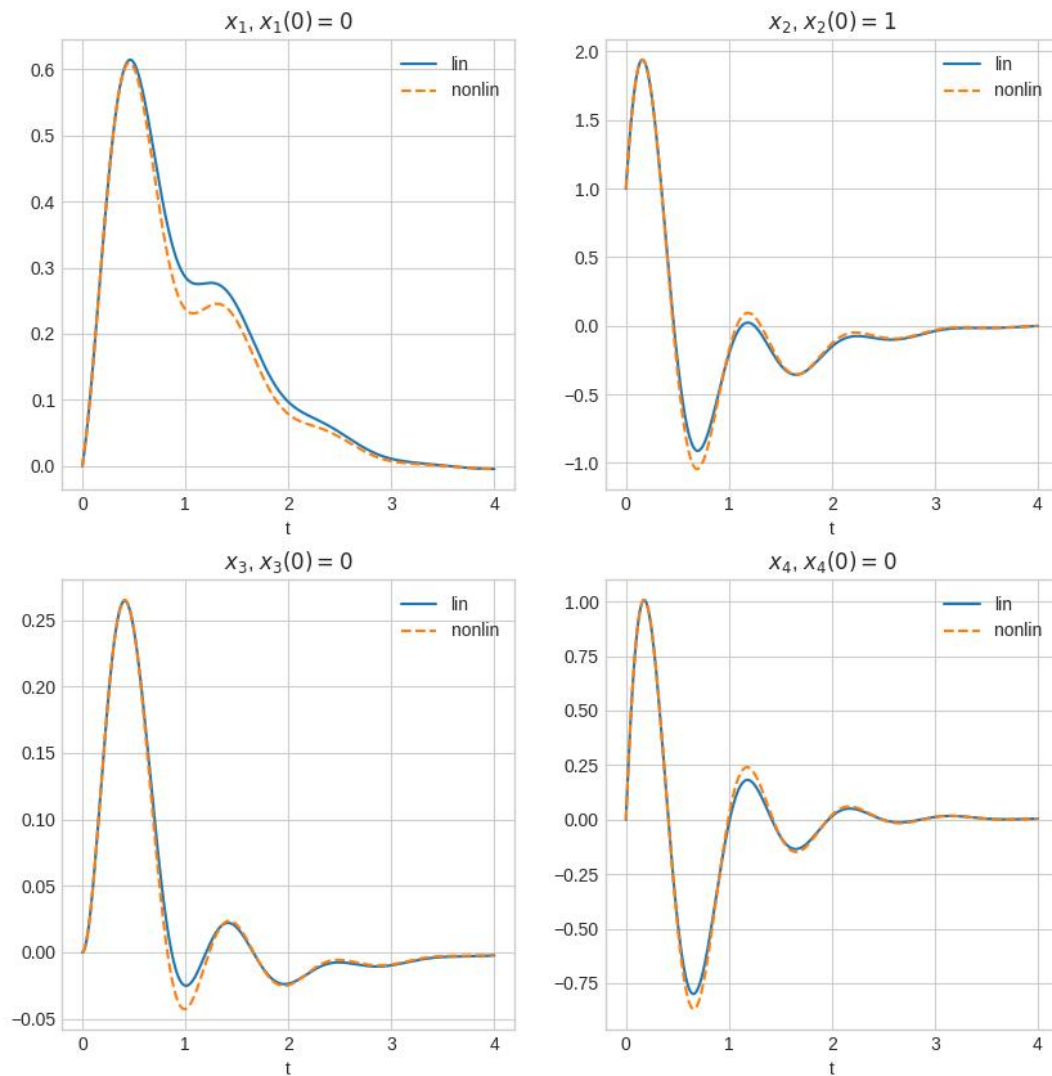 x₁, x₁(0) = 0
lin
nonlin
0.6
0.5
0.4
0.3
0.2
0.1
0.0
0 1 2 3 4
t
x₂, x₂(0) = 1
lin
nonlin
2.0
1.5
1.0
0.5
0.0
−0.5
−1.0
0 1 2 3 4
t
x₃, x₃(0) = 0
lin
nonlin
0.25
0.20
0.15
0.10
0.05
0.00
−0.05
0 1 2 3 4
t
x₄, x₄(0) = 0
lin
nonlin
1.00
0.75
0.50
0.25
0.00
−0.25
−0.50
−0.75
0 1 2 3 4
t